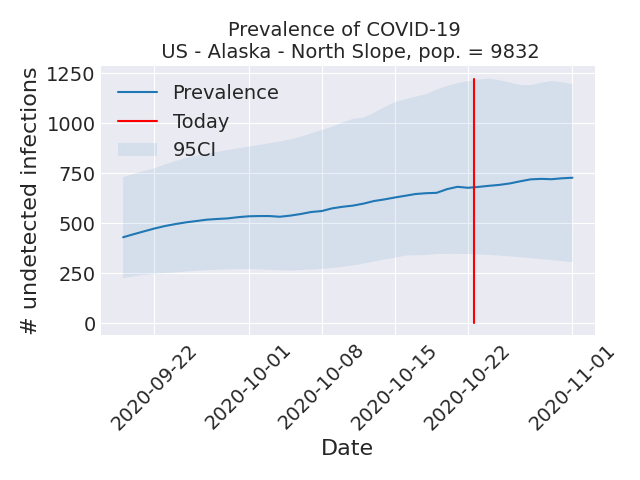 Prevalence of COVID-19
US - Alaska - North Slope, pop. = 9832
# undetected infections
1250
1000
750
500
250
0
Prevalence
Today
95CI
2020-09-22
2020-10-01
2020-10-08
2020-10-15
2020-10-22
2020-11-01
Date